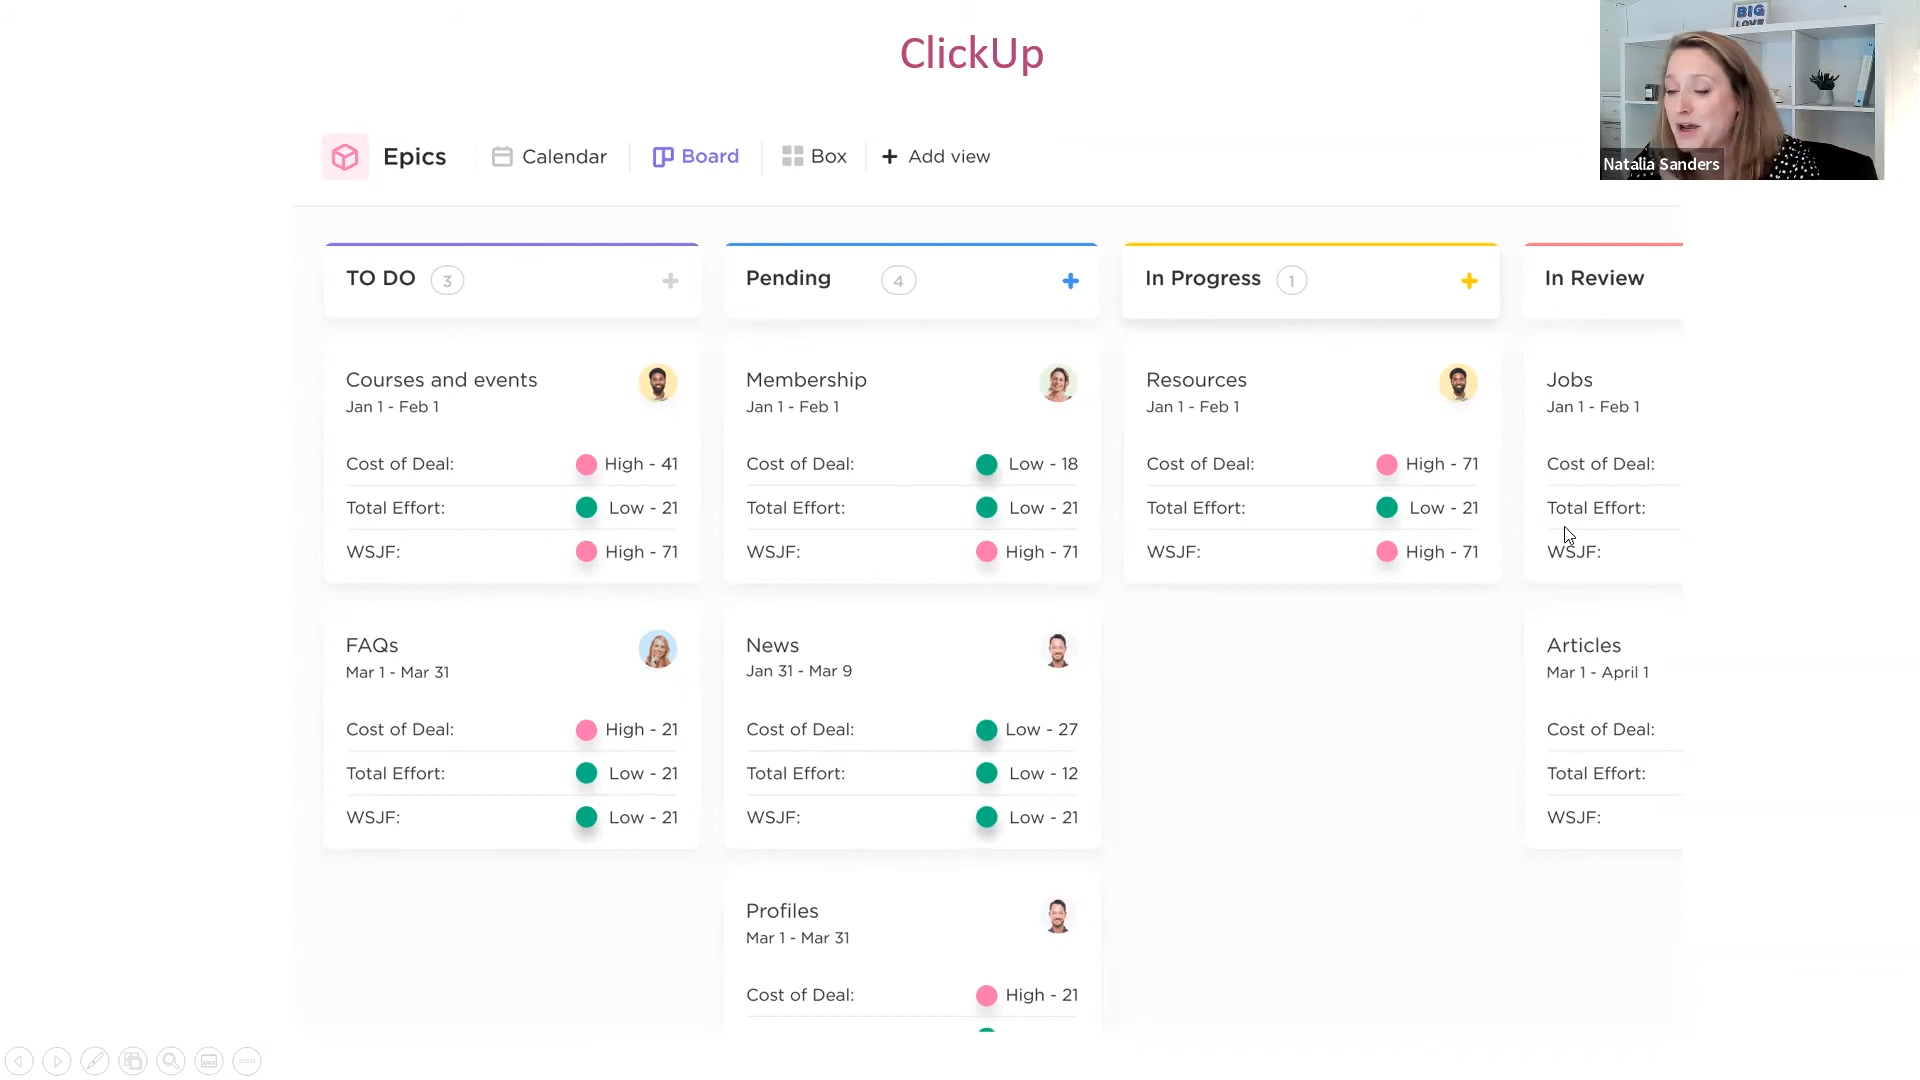 ClickUp
BIG
LOVE
Natalia Sanders
Epics
Calendar
Board
Box
+ Add view
TO DO 3 +
Pending 4 +
In Progress 1 +
In Review
Courses and events
Jan 1 - Feb 1
Cost of Deal: High - 41
Total Effort: Low - 21
WSJF: High - 71
Membership
Jan 1 - Feb 1
Cost of Deal: Low - 18
Total Effort: Low - 21
WSJF: High - 71
Resources
Jan 1 - Feb 1
Cost of Deal: High - 71
Total Effort: Low - 21
WSJF: High - 71
Jobs
Jan 1 - Feb 1
Cost of Deal:
Total Effort:
WSJF:
FAQs
Mar 1 - Mar 31
Cost of Deal: High - 21
Total Effort: Low - 21
WSJF: Low - 21
News
Jan 31 - Mar 9
Cost of Deal: Low - 27
Total Effort: Low - 12
WSJF: Low - 21
Articles
Mar 1 - April 1
Cost of Deal:
Total Effort:
WSJF:
Profiles
Mar 1 - Mar 31
Cost of Deal: High - 21